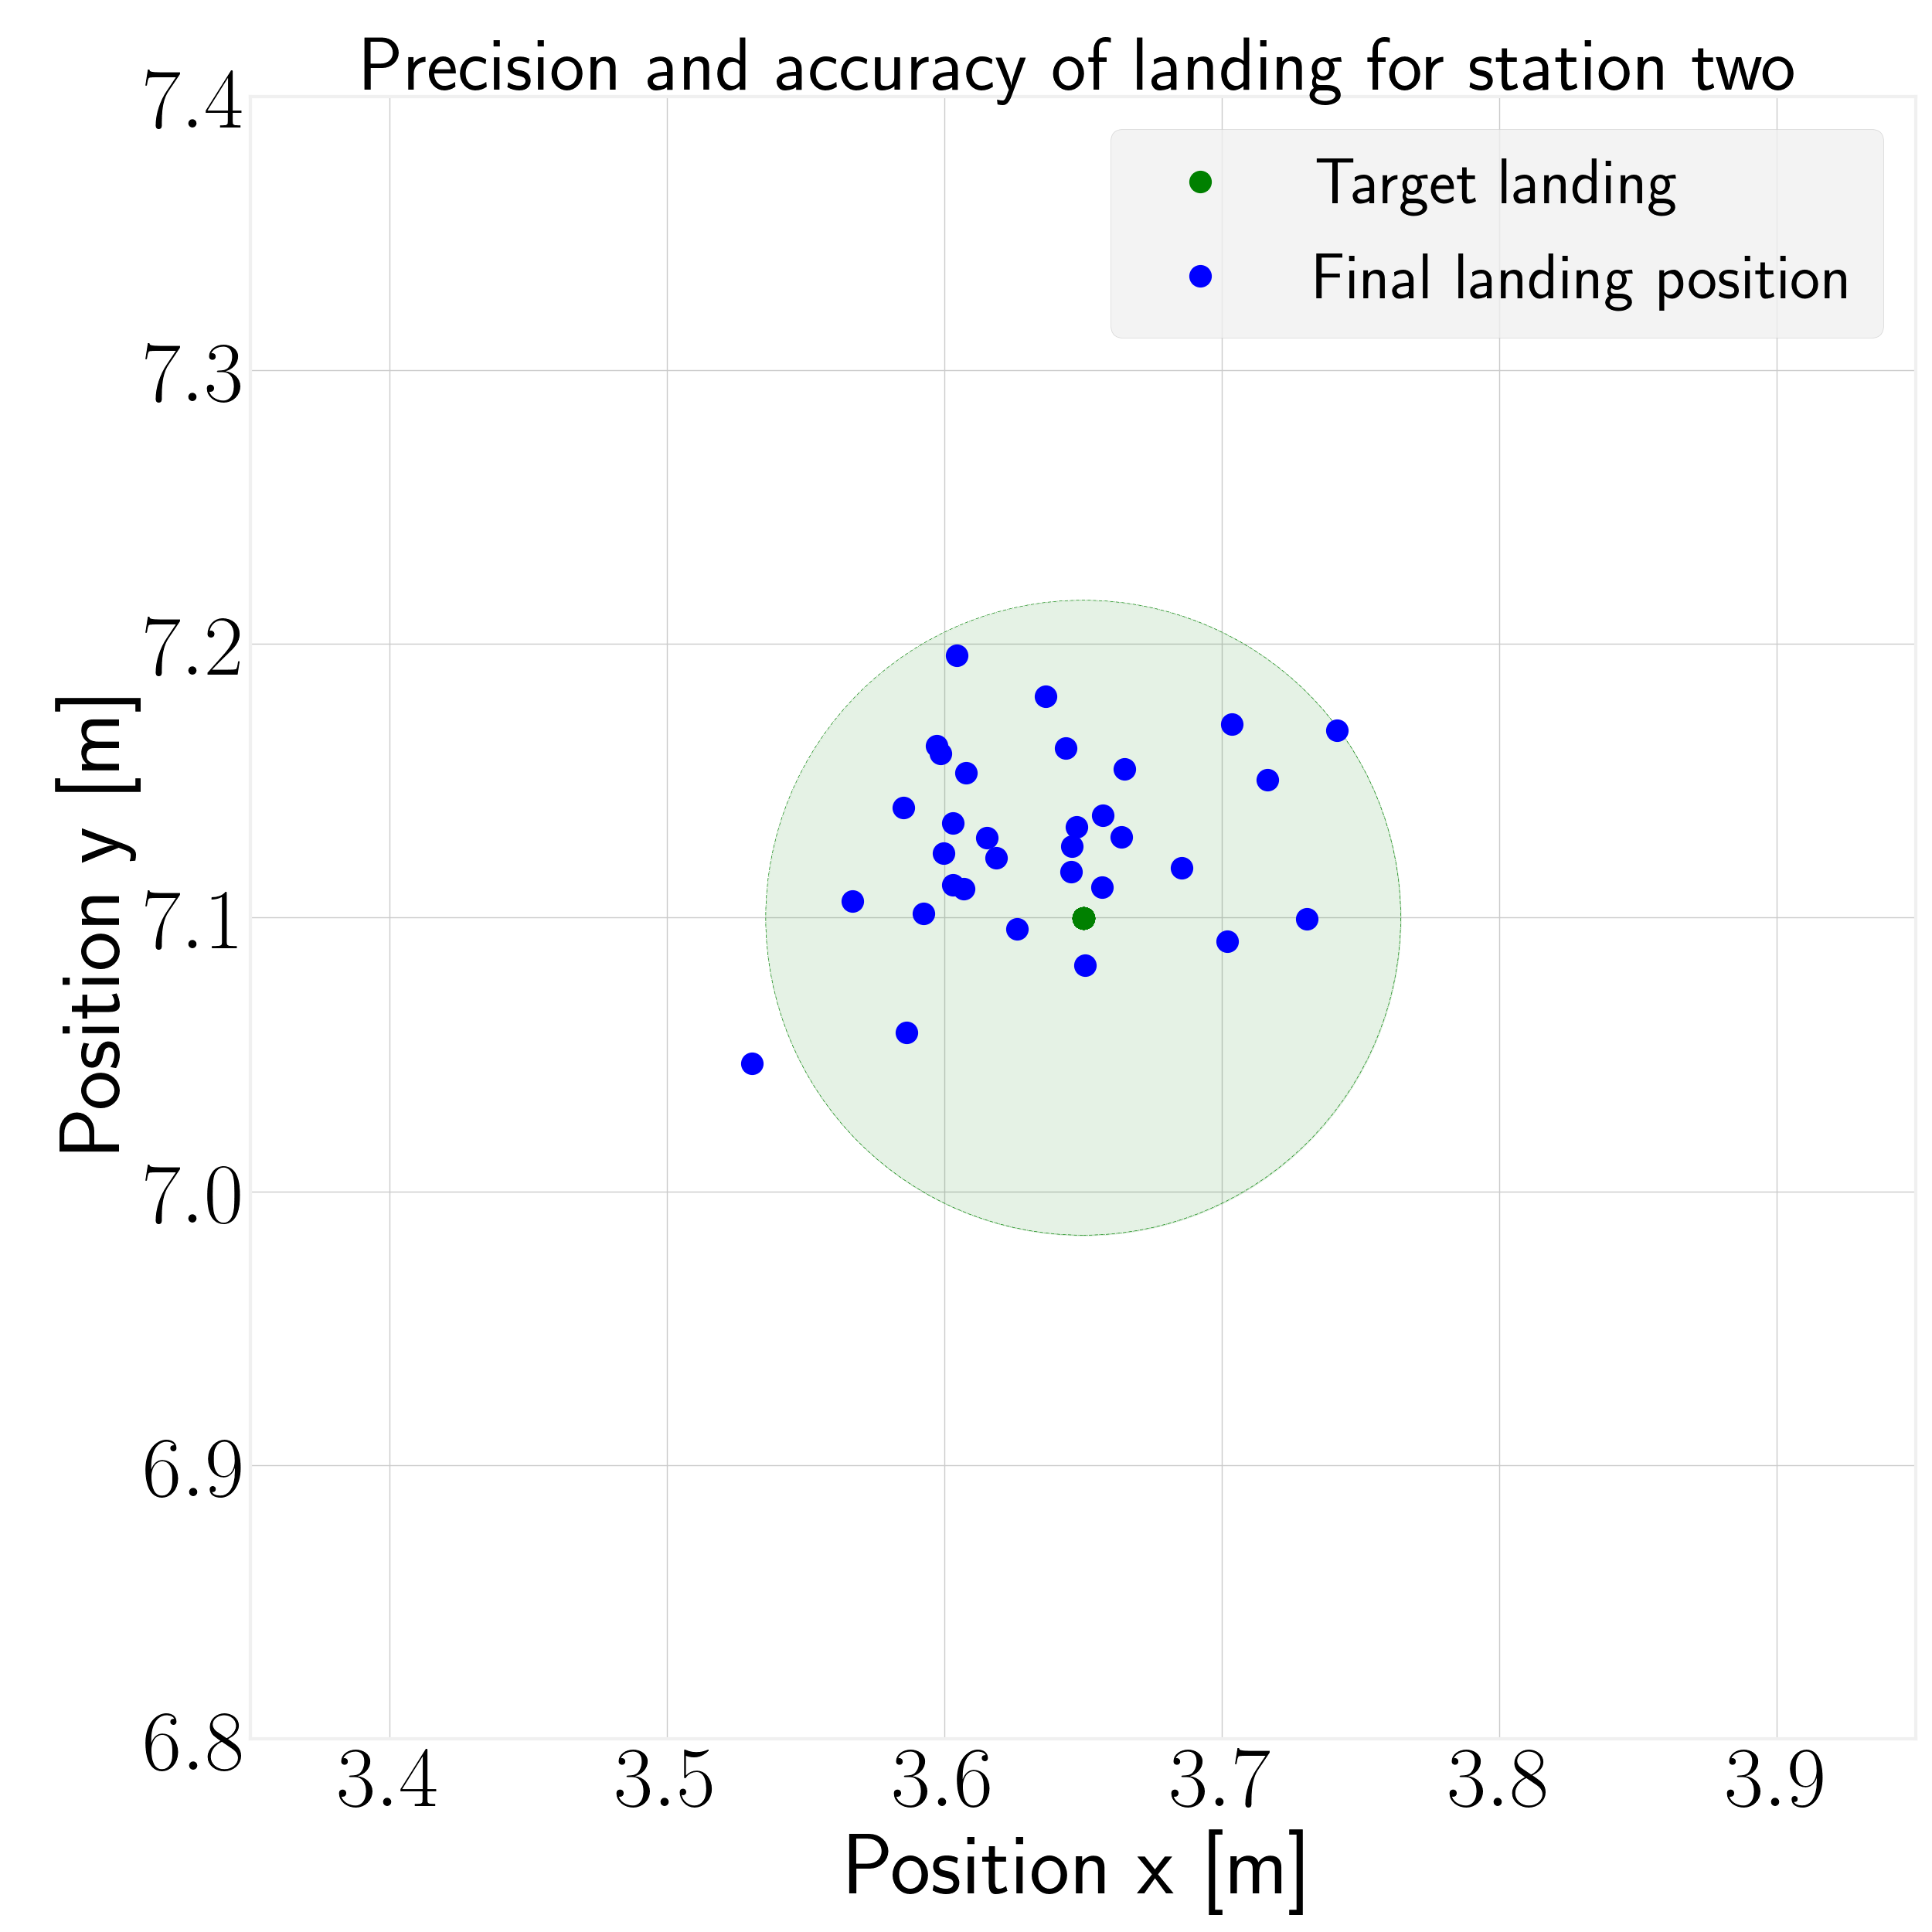 Precision and accuracy of landing for station two
Target landing
Final landing position
Position y [m]
7.4
7.3
7.2
7.1
7.0
6.9
6.8
3.4 3.5 3.6 3.7 3.8 3.9
Position x [m]